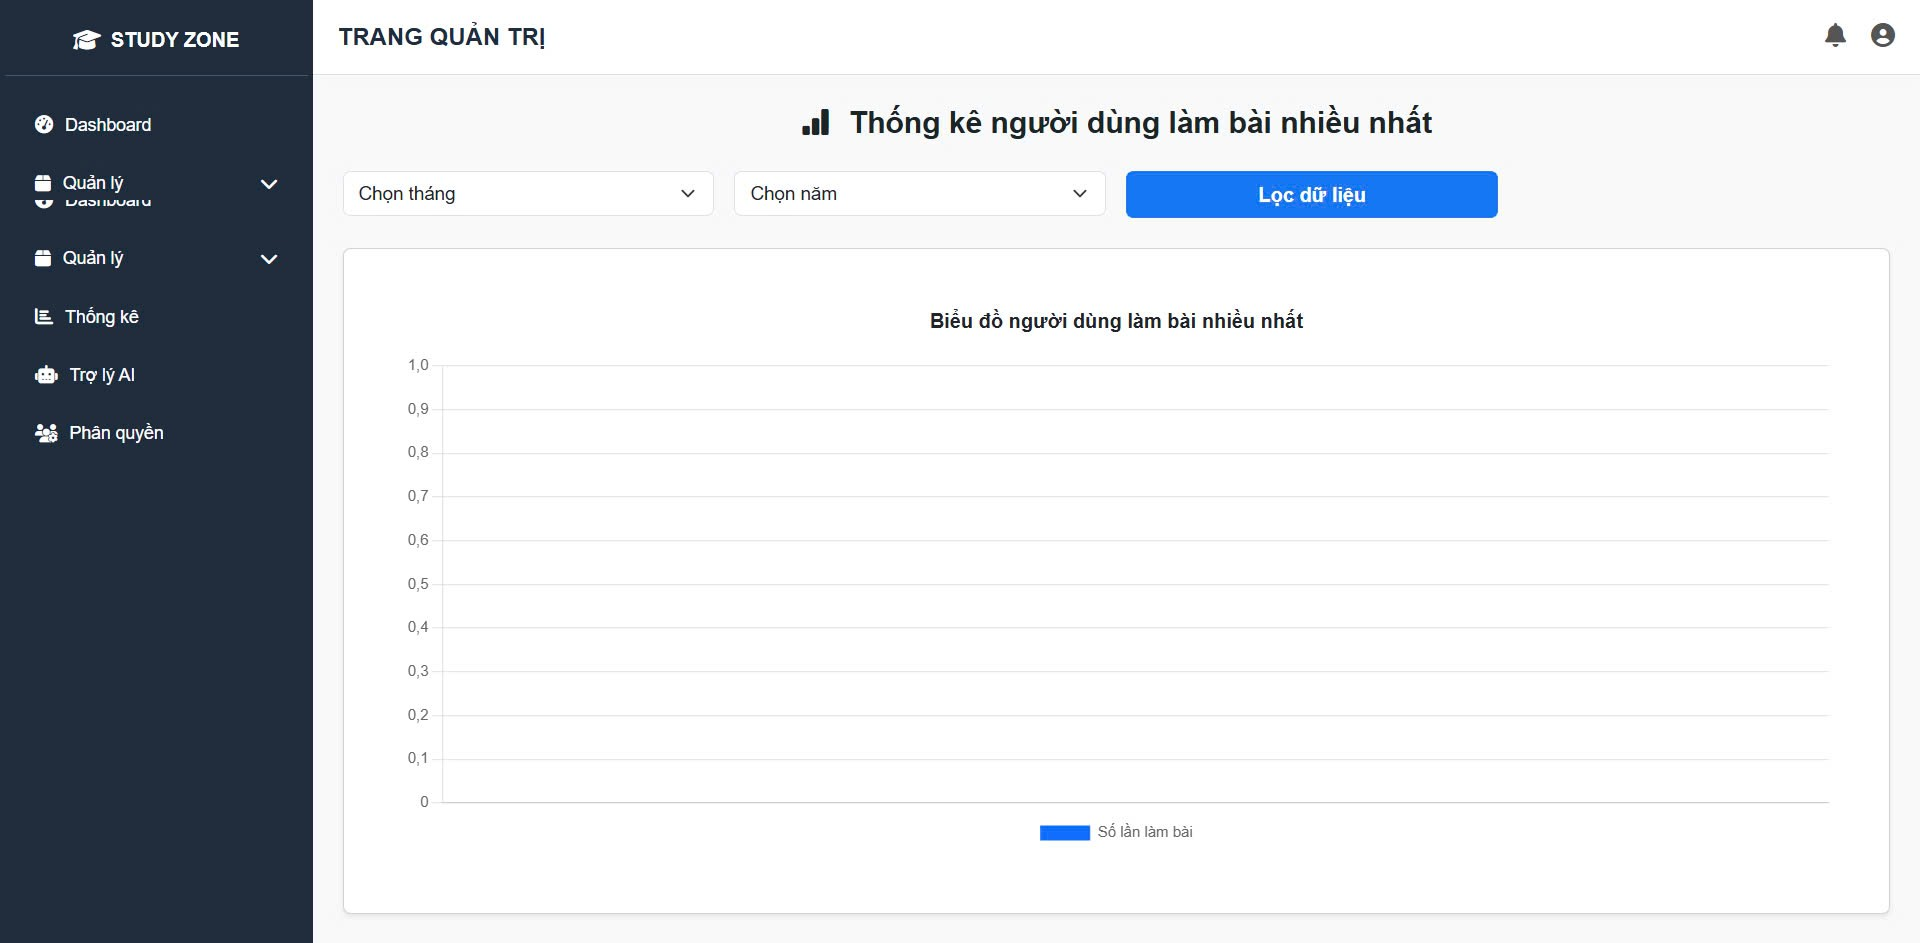 STUDY ZONE
TRANG QUẢN TRỊ
Dashboard
Quản lý
Dashboard
Quản lý
Thống kê
Trợ lý AI
Phân quyền
Thống kê người dùng làm bài nhiều nhất
Chọn tháng
Chọn năm
Lọc dữ liệu
Biểu đồ người dùng làm bài nhiều nhất
1,0
0,9
0,8
0,7
0,6
0,5
0,4
0,3
0,2
0,1
0
Số lần làm bài